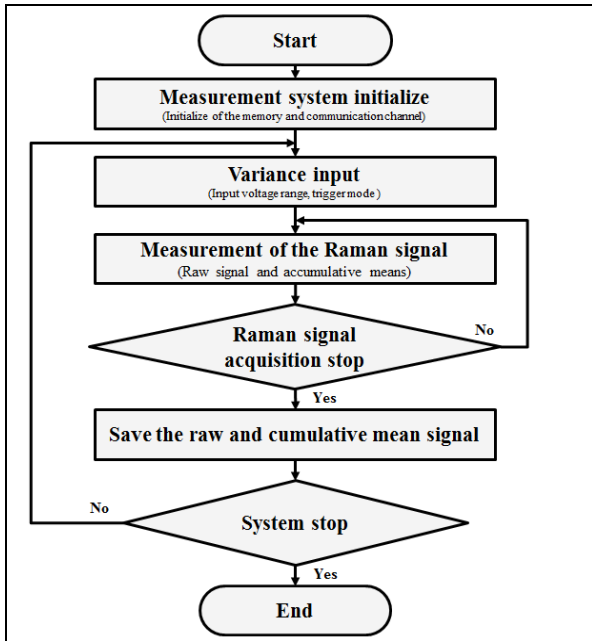 Start
Measurement system initialize
(Initialize of the memory and communication channel)
Variance input
(Input voltage range, trigger mode )
Measurement of the Raman signal
(Raw signal and accumulative means)
Raman signal
acquisition stop
No
Yes
Save the raw and cumulative mean signal
No
System stop
Yes
End